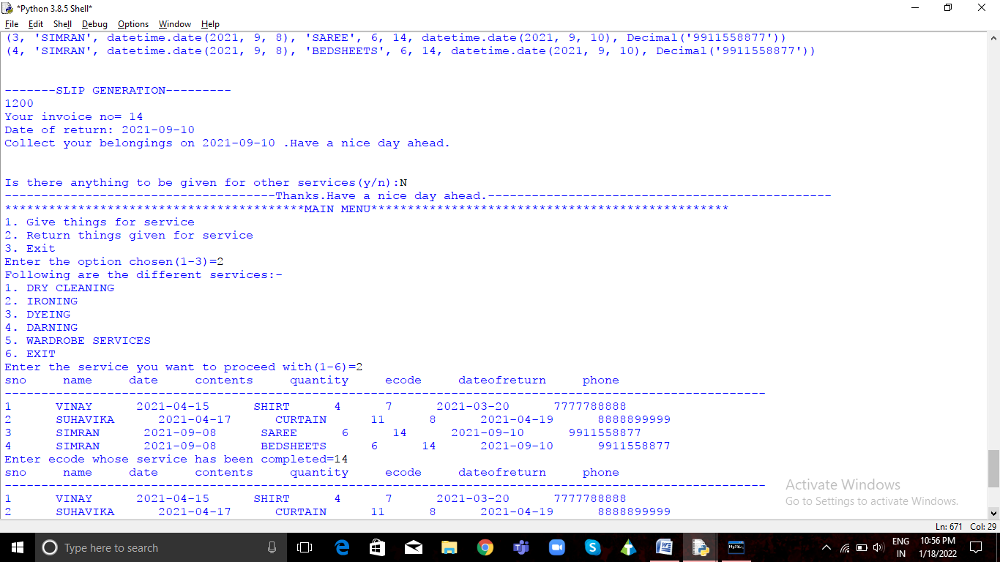 *Python 3.8.5 Shell*
File Edit Shell Debug Options Window Help
(3, 'SIMRAN', datetime.date(2021, 9, 8), 'SAREE', 6, 14, datetime.date(2021, 9, 10), Decimal('9911558877'))
(4, 'SIMRAN', datetime.date(2021, 9, 8), 'BEDSHEETS', 6, 14, datetime.date(2021, 9, 10), Decimal('9911558877'))
-------SLIP GENERATION---------
1200
Your invoice no= 14
Date of return: 2021-09-10
Collect your belongings on 2021-09-10 .Have a nice day ahead.
Is there anything to be given for other services(y/n):N
-------------------------------------Thanks.Have a nice day ahead.-----------------------------------------------
*****************************************MAIN MENU*************************************************
1. Give things for service
2. Return things given for service
3. Exit
Enter the option chosen(1-3)=2
Following are the different services:-
1. DRY CLEANING
2. IRONING
3. DYEING
4. DARNING
5. WARDROBE SERVICES
6. EXIT
Enter the service you want to proceed with(1-6)=2
sno name date contents quantity ecode dateofreturn phone
--------------------------------------------------------------------------------------------------------
1 VINAY 2021-04-15 SHIRT 4 7 2021-03-20 7777788888
2 SUHAVIKA 2021-04-17 CURTAIN 11 8 2021-04-19 8888899999
3 SIMRAN 2021-09-08 SAREE 6 14 2021-09-10 9911558877
4 SIMRAN 2021-09-08 BEDSHEETS 6 14 2021-09-10 9911558877
Enter ecode whose service has been completed=14
sno name date contents quantity ecode dateofreturn phone
--------------------------------------------------------------------------------------------------------
1 VINAY 2021-04-15 SHIRT 4 7 2021-03-20 7777788888
2 SUHAVIKA 2021-04-17 CURTAIN 11 8 2021-04-19 8888899999
Activate Windows
Go to Settings to activate Windows.
Ln: 671 Col: 29
Type here to search
MySQL
ENG
IN
10:56 PM
1/18/2022